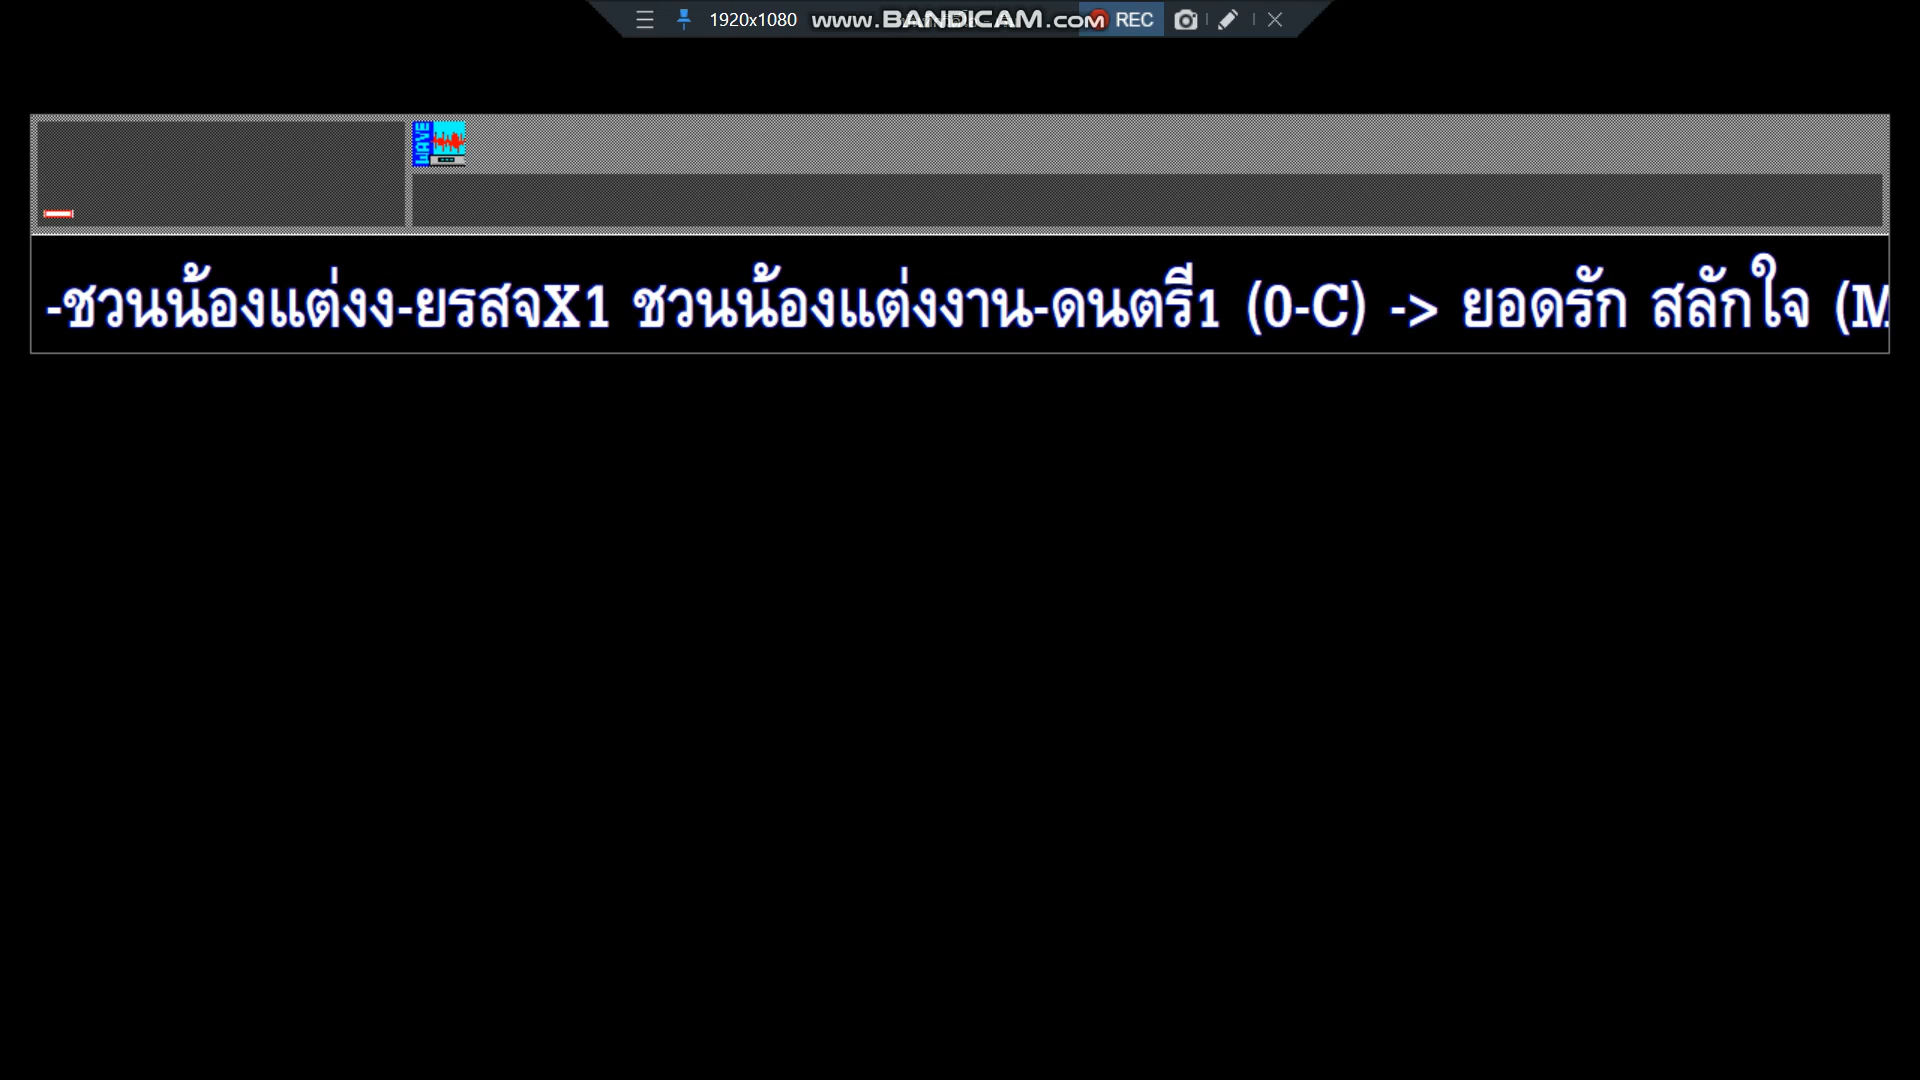 1920x1080 www.BANDICAM.com REC
WAVE
-ชวนน้องแต่งง-ยรสจX1 ชวนน้องแต่งงาน-ดนตรี1 (0-C) -> ยอดรัก สลักใจ (M